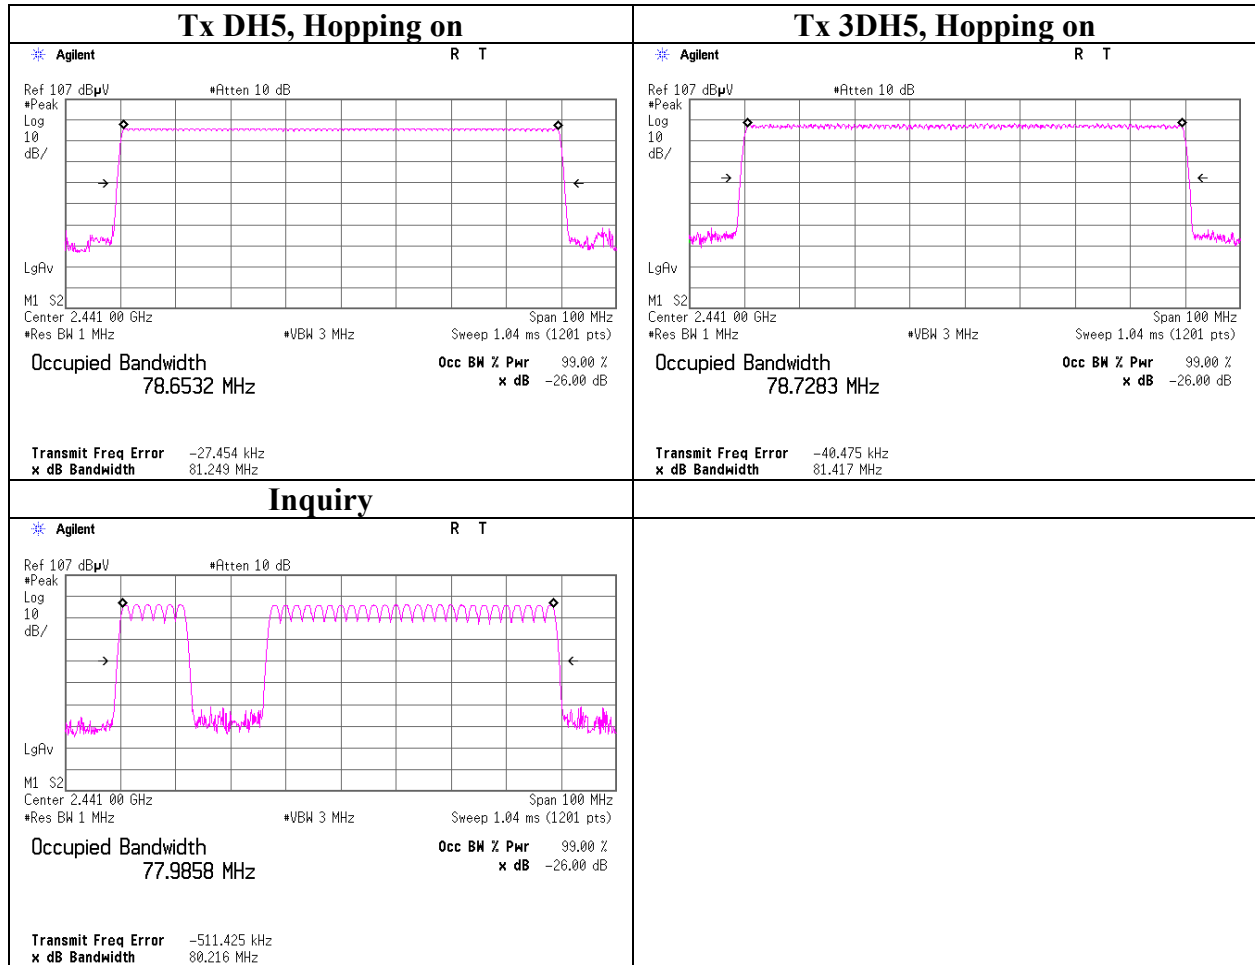 Tx DH5, Hopping on
Agilent R T
Ref 107 dBµV #Atten 10 dB
#Peak
Log
10
dB/
LgAv
M1 S2
Center 2.441 00 GHz Span 100 MHz
#Res BW 1 MHz #VBW 3 MHz Sweep 1.04 ms (1201 pts)
Occupied Bandwidth Occ BW % Pwr 99.00 %
78.6532 MHz x dB -26.00 dB
Transmit Freq Error -27.454 kHz
x dB Bandwidth 81.249 MHz
Tx 3DH5, Hopping on
Agilent R T
Ref 107 dBµV #Atten 10 dB
#Peak
Log
10
dB/
LgAv
M1 S2
Center 2.441 00 GHz Span 100 MHz
#Res BW 1 MHz #VBW 3 MHz Sweep 1.04 ms (1201 pts)
Occupied Bandwidth Occ BW % Pwr 99.00 %
78.7283 MHz x dB -26.00 dB
Transmit Freq Error -40.475 kHz
x dB Bandwidth 81.417 MHz
Inquiry
Agilent R T
Ref 107 dBµV #Atten 10 dB
#Peak
Log
10
dB/
LgAv
M1 S2
Center 2.441 00 GHz Span 100 MHz
#Res BW 1 MHz #VBW 3 MHz Sweep 1.04 ms (1201 pts)
Occupied Bandwidth Occ BW % Pwr 99.00 %
77.9858 MHz x dB -26.00 dB
Transmit Freq Error -511.425 kHz
x dB Bandwidth 80.216 MHz